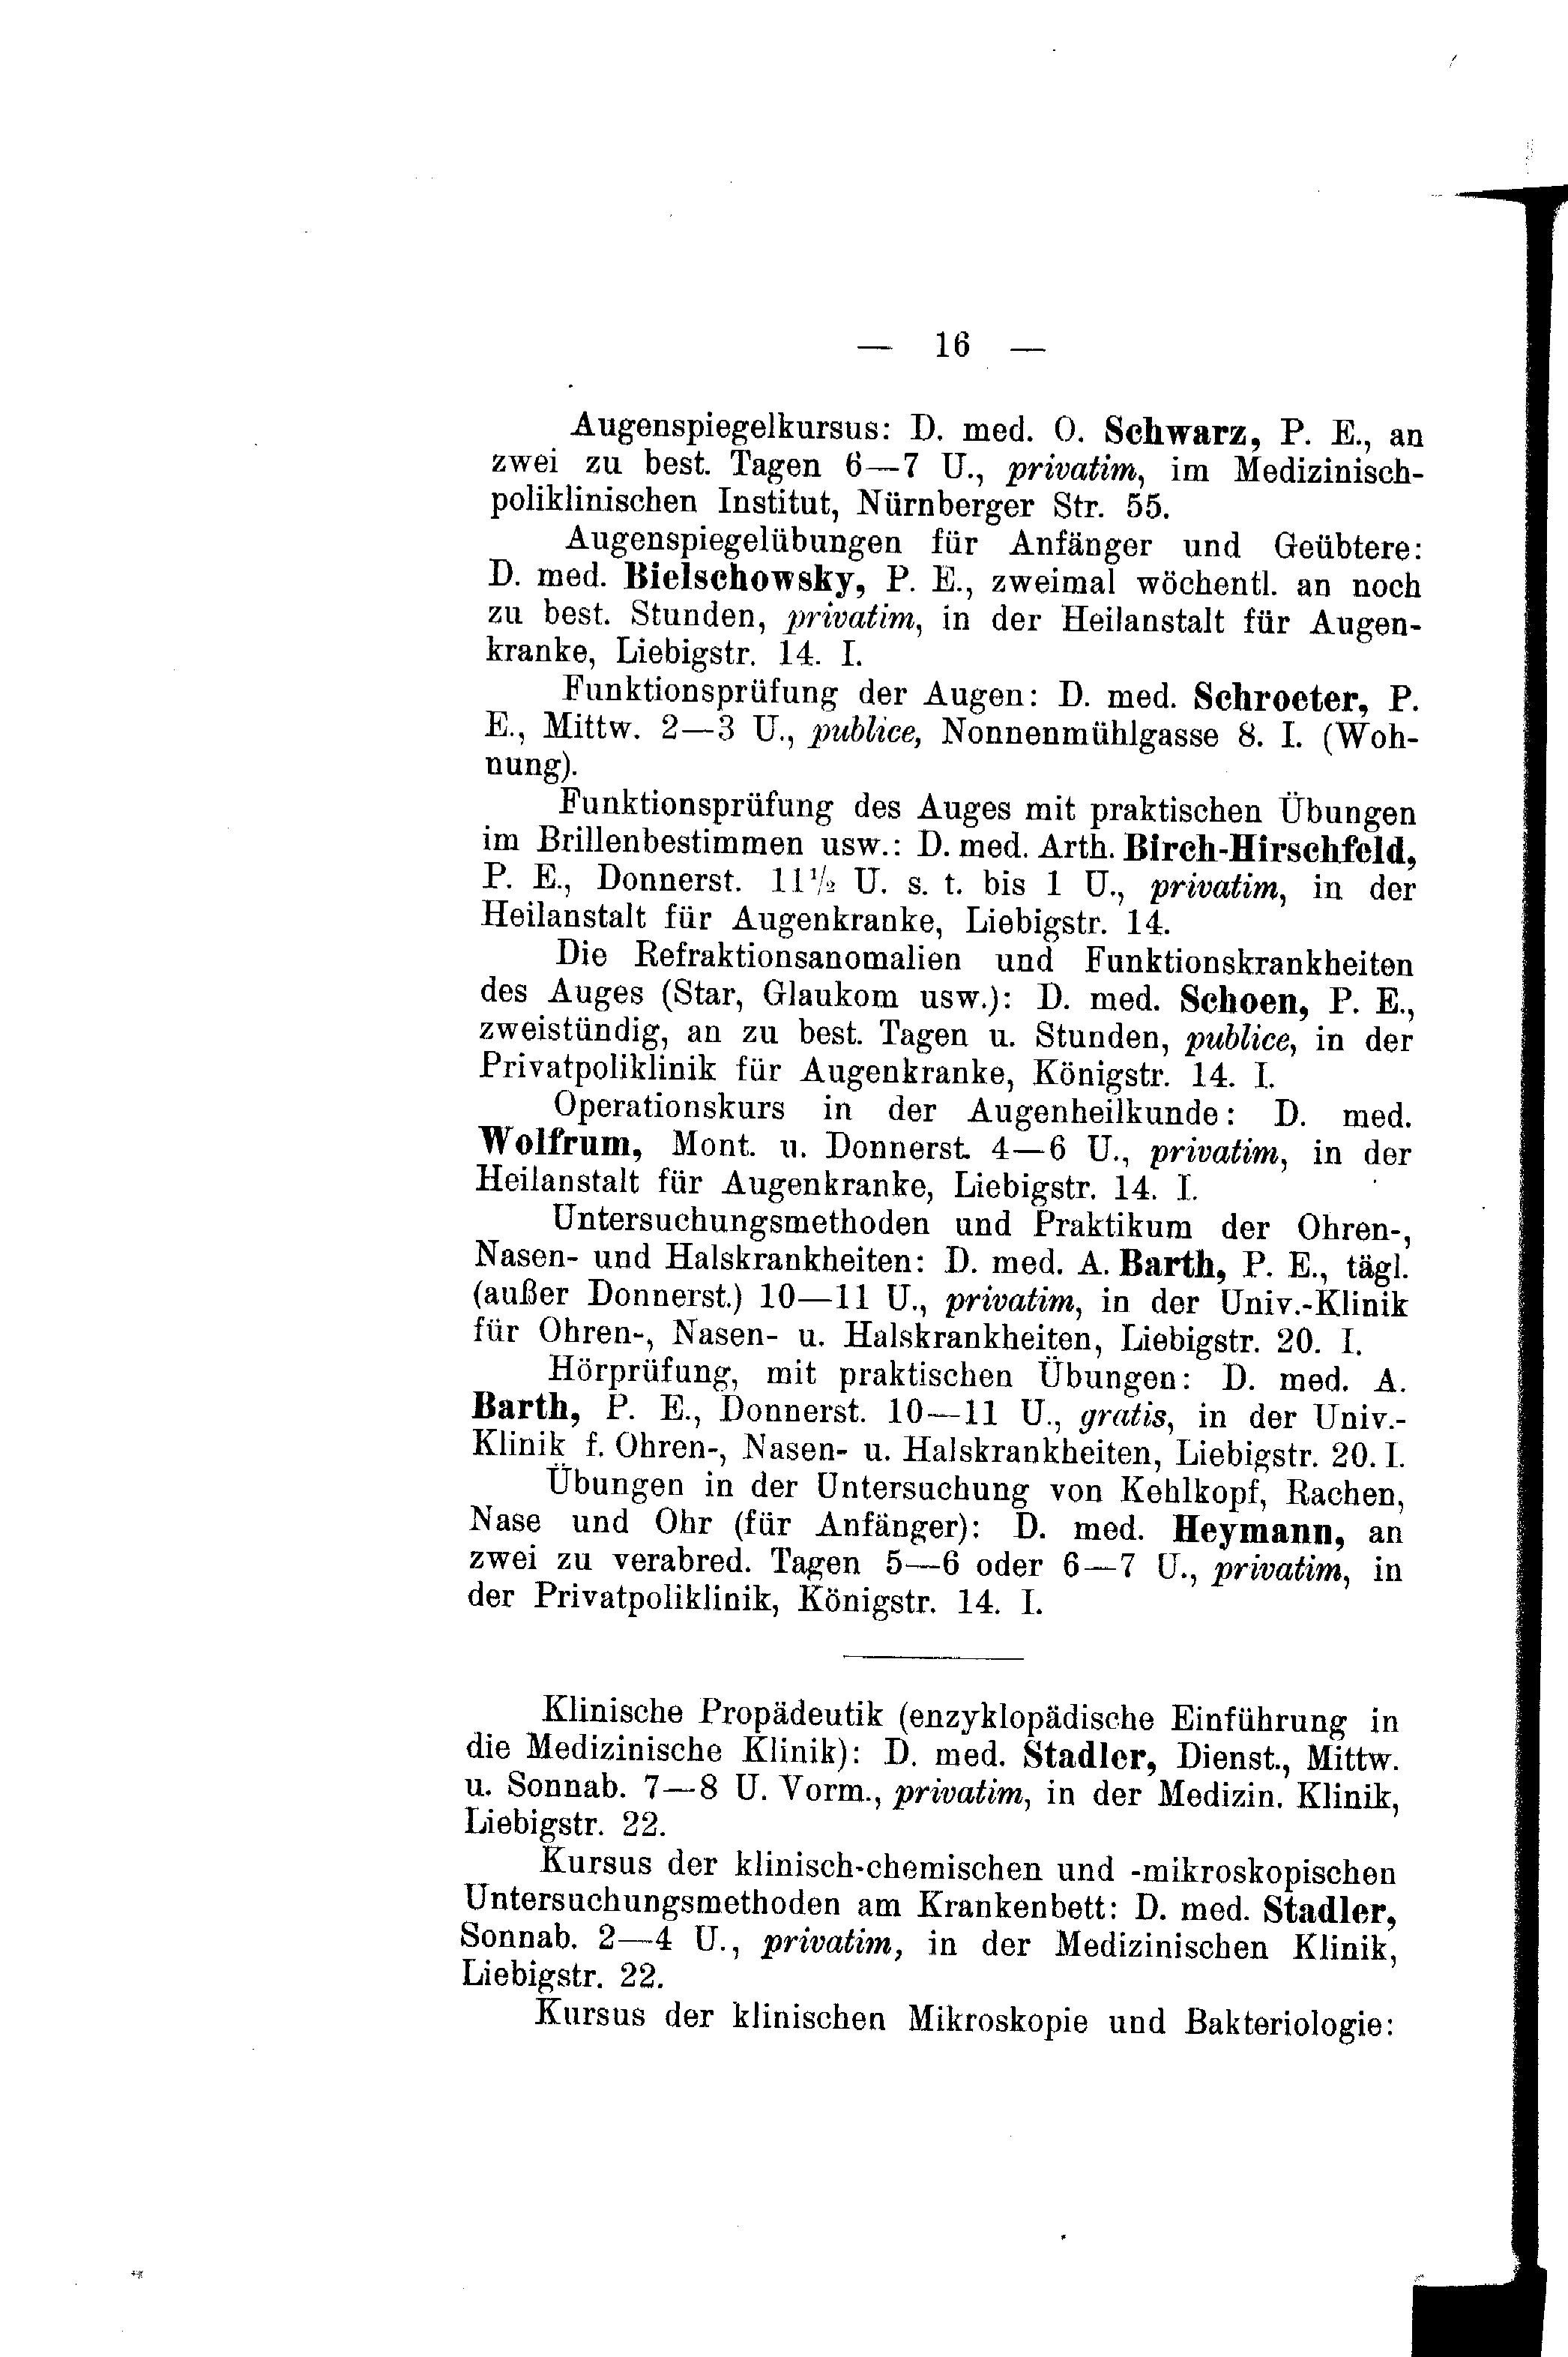 — 16 —
Augenspiegelkursus: D. med. O. Schwarz, P. E., an
zwei zu best. Tagen 6—7 U., privatim, im Medizinisch-
poliklinischen Institut, Nürnberger Str. 55.
Augenspiegelübungen für Anfänger und Geübtere:
D. med. Bielschowsky, P. E., zweimal wöchentl. an noch
zu best. Stunden, privatim, in der Heilanstalt für Augen-
kranke, Liebigstr. 14. I.
Funktionsprüfung der Augen: D. med. Schroeter, P.
E., Mittw. 2—3 U., publice, Nonnenmühlgasse 8. I. (Woh-
nung).
Funktionsprüfung des Auges mit praktischen Übungen
im Brillenbestimmen usw.: D. med. Arth. Birch-Hirschfeld,
P. E., Donnerst. 11½ U. s. t. bis 1 U., privatim, in der
Heilanstalt für Augenkranke, Liebigstr. 14.
Die Refraktionsanomalien und Funktionskrankheiten
des Auges (Star, Glaukom usw.): D. med. Schoen, P. E.,
zweistündig, an zu best. Tagen u. Stunden, publice, in der
Privatpoliklinik für Augenkranke, Königstr. 14. I.
Operationskurs in der Augenheilkunde: D. med.
Wolfrum, Mont. u. Donnerst. 4—6 U., privatim, in der
Heilanstalt für Augenkranke, Liebigstr. 14. I.
Untersuchungsmethoden und Praktikum der Ohren-,
Nasen- und Halskrankheiten: D. med. A. Barth, P. E., tägl.
(außer Donnerst.) 10—11 U., privatim, in der Univ.-Klinik
für Ohren-, Nasen- u. Halskrankheiten, Liebigstr. 20. I.
Hörprüfung, mit praktischen Übungen: D. med. A.
Barth, P. E., Donnerst. 10—11 U., gratis, in der Univ.-
Klinik f. Ohren-, Nasen- u. Halskrankheiten, Liebigstr. 20. I.
Übungen in der Untersuchung von Kehlkopf, Rachen,
Nase und Ohr (für Anfänger): D. med. Heymann, an
zwei zu verabred. Tagen 5—6 oder 6—7 U., privatim, in
der Privatpoliklinik, Königstr. 14. I.
Klinische Propädeutik (enzyklopädische Einführung in
die Medizinische Klinik): D. med. Stadler, Dienst., Mittw.
u. Sonnab. 7—8 U. Vorm., privatim, in der Medizin. Klinik,
Liebigstr. 22.
Kursus der klinisch-chemischen und -mikroskopischen
Untersuchungsmethoden am Krankenbett: D. med. Stadler,
Sonnab. 2—4 U., privatim, in der Medizinischen Klinik,
Liebigstr. 22.
Kursus der klinischen Mikroskopie und Bakteriologie: